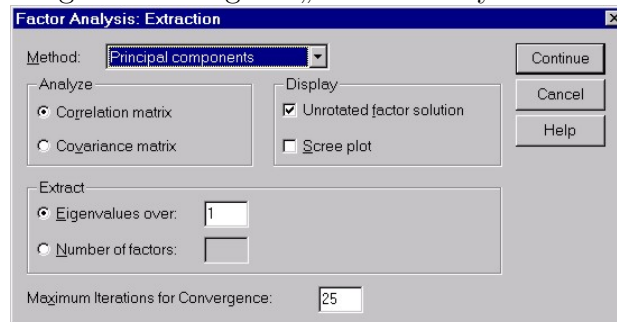 Factor Analysis: Extraction
Method: Principal components
Continue
Cancel
Help
Analyze
Correlation matrix
Covariance matrix
Display
Unrotated factor solution
Scree plot
Extract
Eigenvalues over: 1
Number of factors:
Maximum Iterations for Convergence: 25